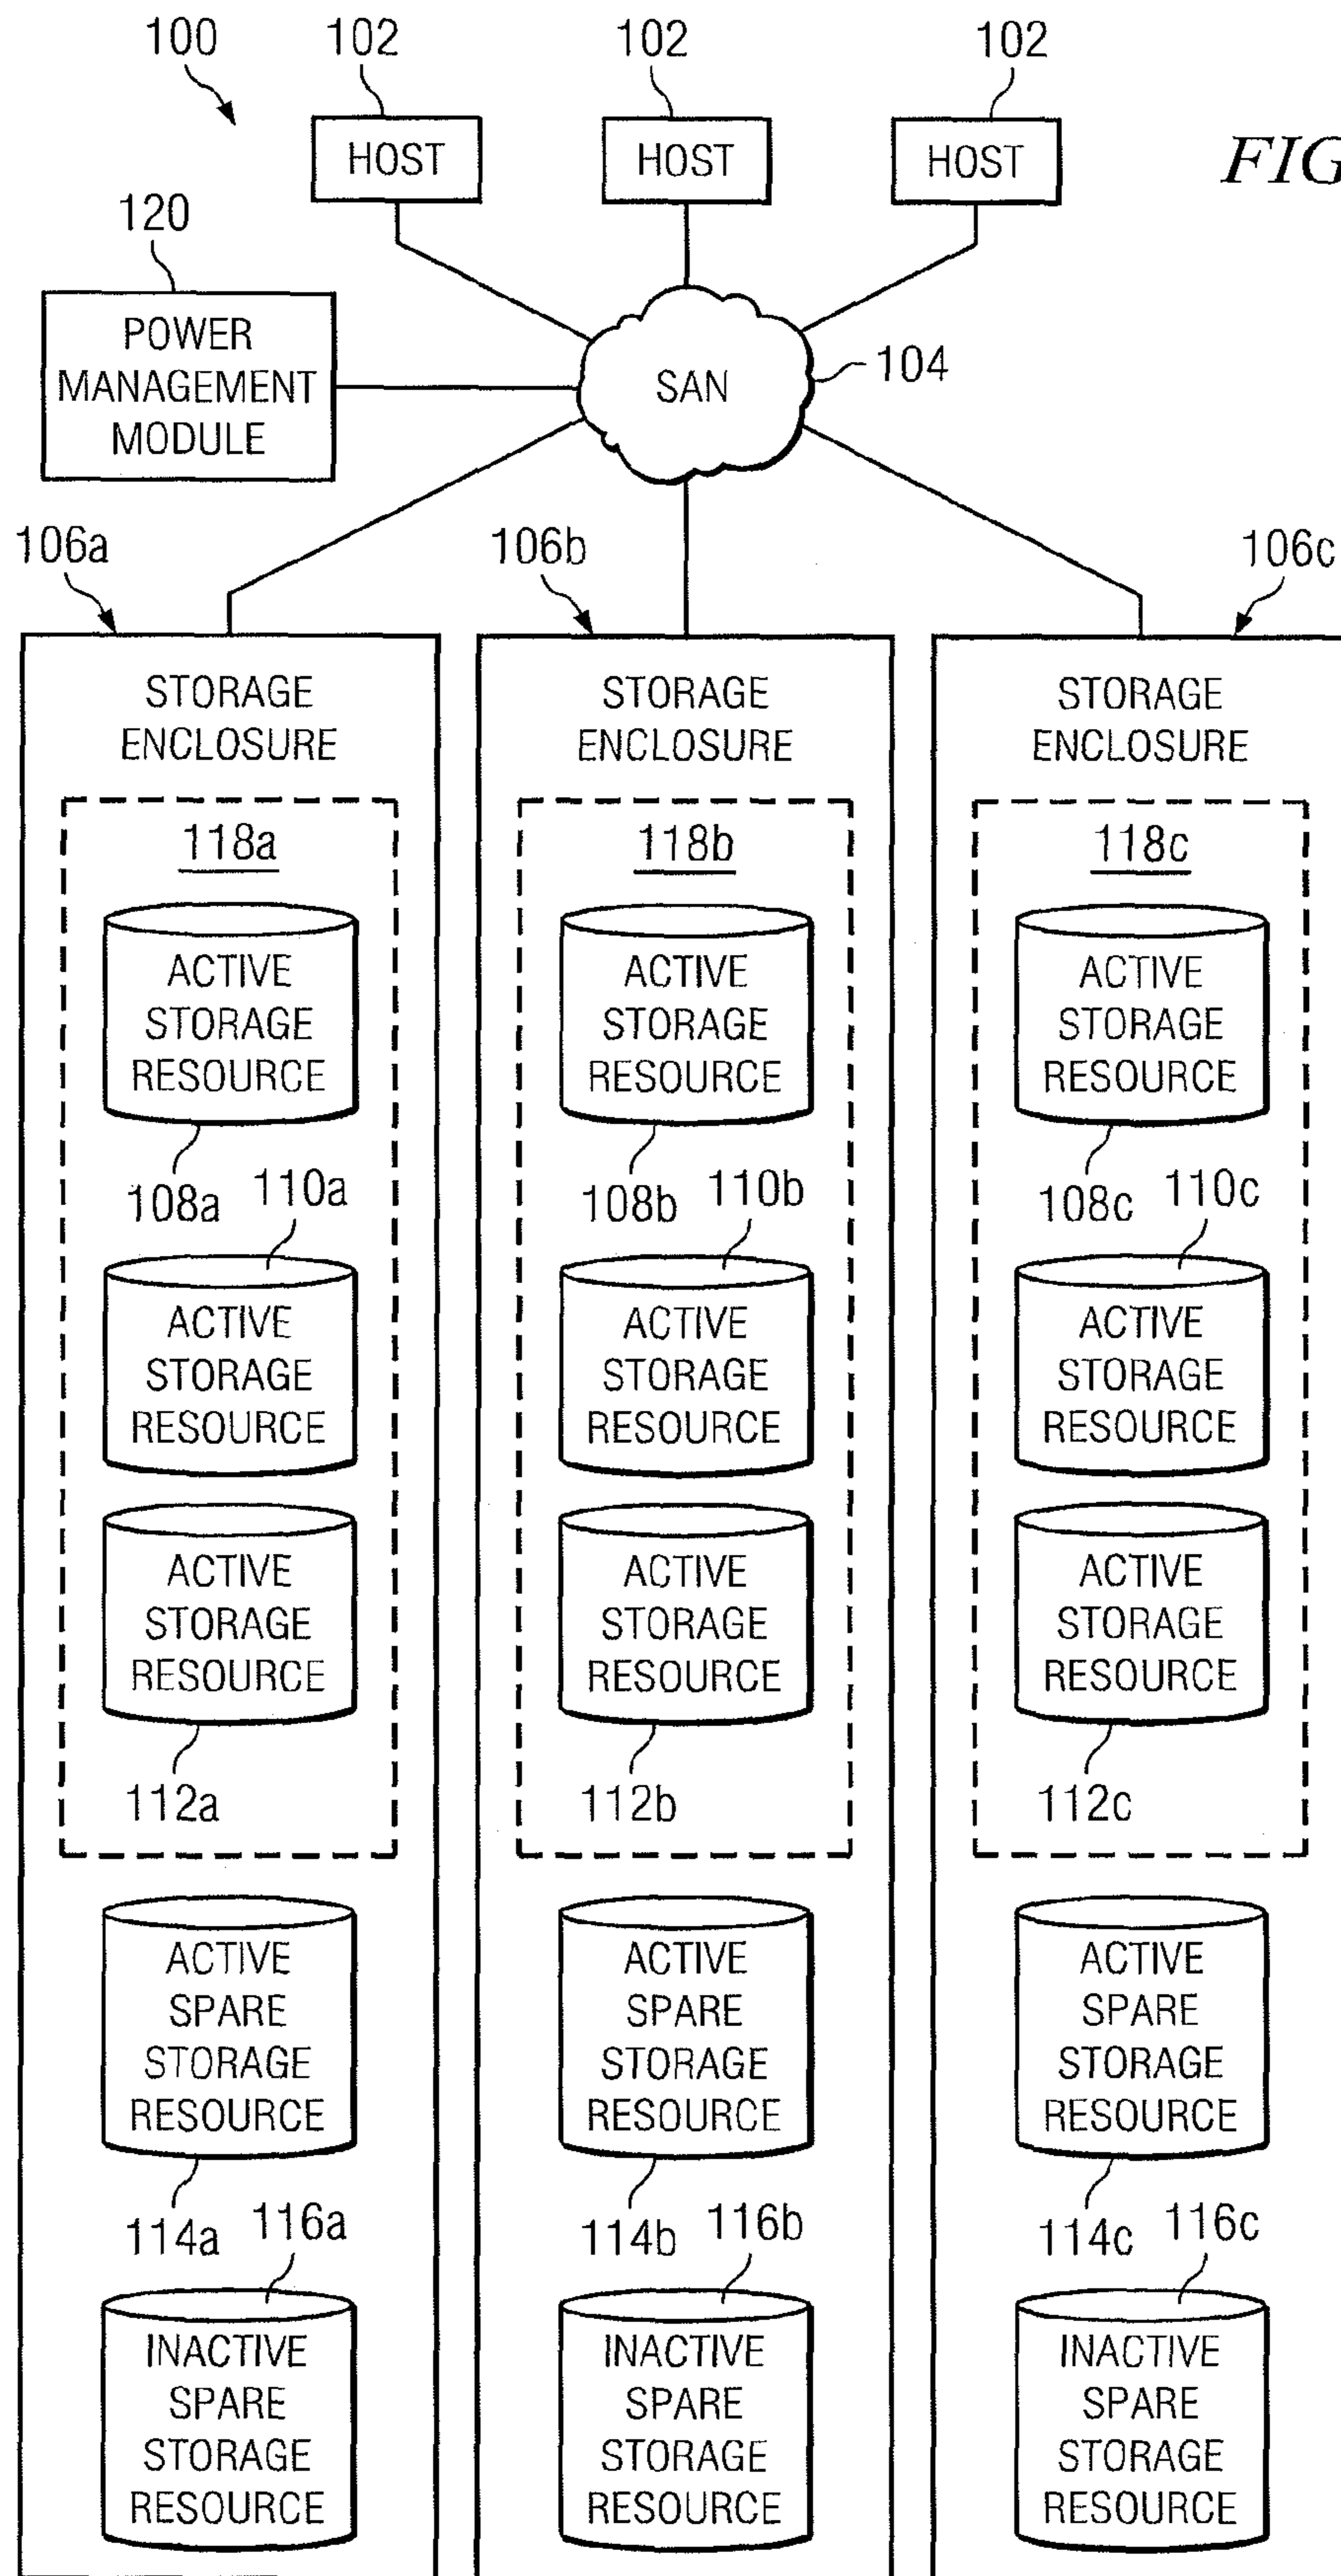 100
102
102
102
HOST
HOST
HOST
FIG
120
POWER
MANAGEMENT
MODULE
SAN
104
106a
106b
106c
STORAGE
ENCLOSURE
118a
ACTIVE
STORAGE
RESOURCE
108a
110a
ACTIVE
STORAGE
RESOURCE
ACTIVE
STORAGE
RESOURCE
112a
ACTIVE
SPARE
STORAGE
RESOURCE
114a
116a
INACTIVE
SPARE
STORAGE
RESOURCE
STORAGE
ENCLOSURE
118b
ACTIVE
STORAGE
RESOURCE
108b
110b
ACTIVE
STORAGE
RESOURCE
ACTIVE
STORAGE
RESOURCE
112b
ACTIVE
SPARE
STORAGE
RESOURCE
114b
116b
INACTIVE
SPARE
STORAGE
RESOURCE
STORAGE
ENCLOSURE
118c
ACTIVE
STORAGE
RESOURCE
108c
110c
ACTIVE
STORAGE
RESOURCE
ACTIVE
STORAGE
RESOURCE
112c
ACTIVE
SPARE
STORAGE
RESOURCE
114c
116c
INACTIVE
SPARE
STORAGE
RESOURCE